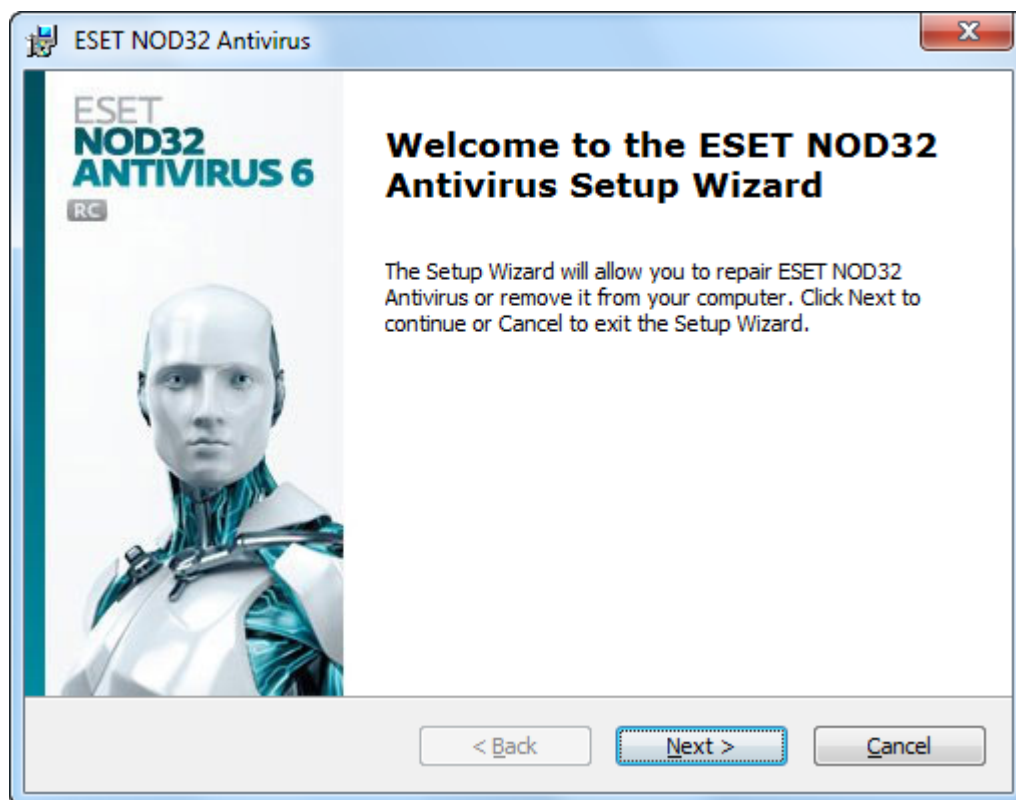 ESET NOD32 Antivirus
X
ESET
NOD32
ANTIVIRUS 6
RC
Welcome to the ESET NOD32
Antivirus Setup Wizard
The Setup Wizard will allow you to repair ESET NOD32
Antivirus or remove it from your computer. Click Next to
continue or Cancel to exit the Setup Wizard.
< Back
Next >
Cancel